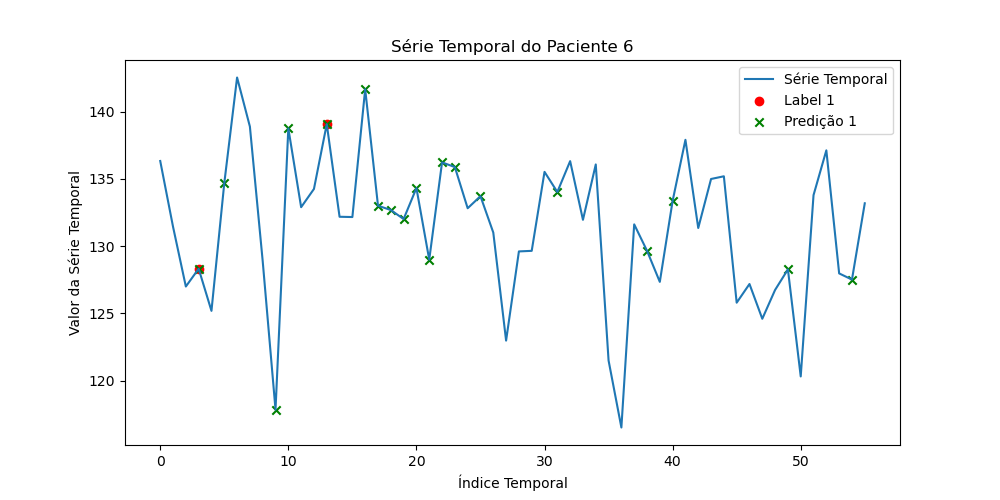 Série Temporal do Paciente 6
Valor da Série Temporal
140
135
130
125
120
Série Temporal
Label 1
Predição 1
0 10 20 30 40 50
Índice Temporal